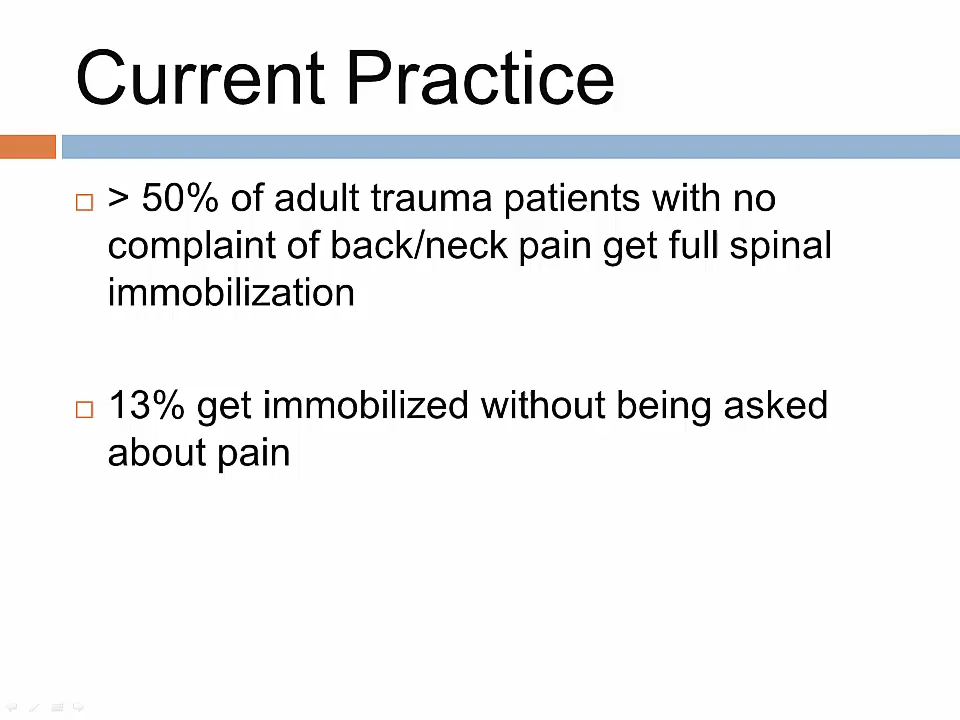 Current Practice
> 50% of adult trauma patients with no
complaint of back/neck pain get full spinal
immobilization
13% get immobilized without being asked
about pain